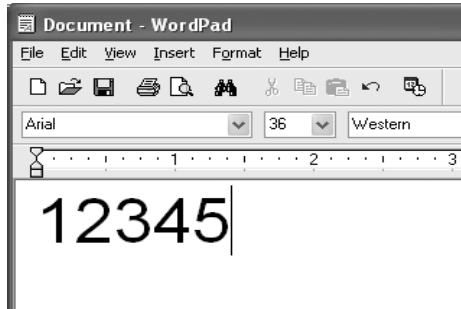 Document - WordPad
File Edit View Insert Format Help
Arial 36 Western
1 2 3
12345